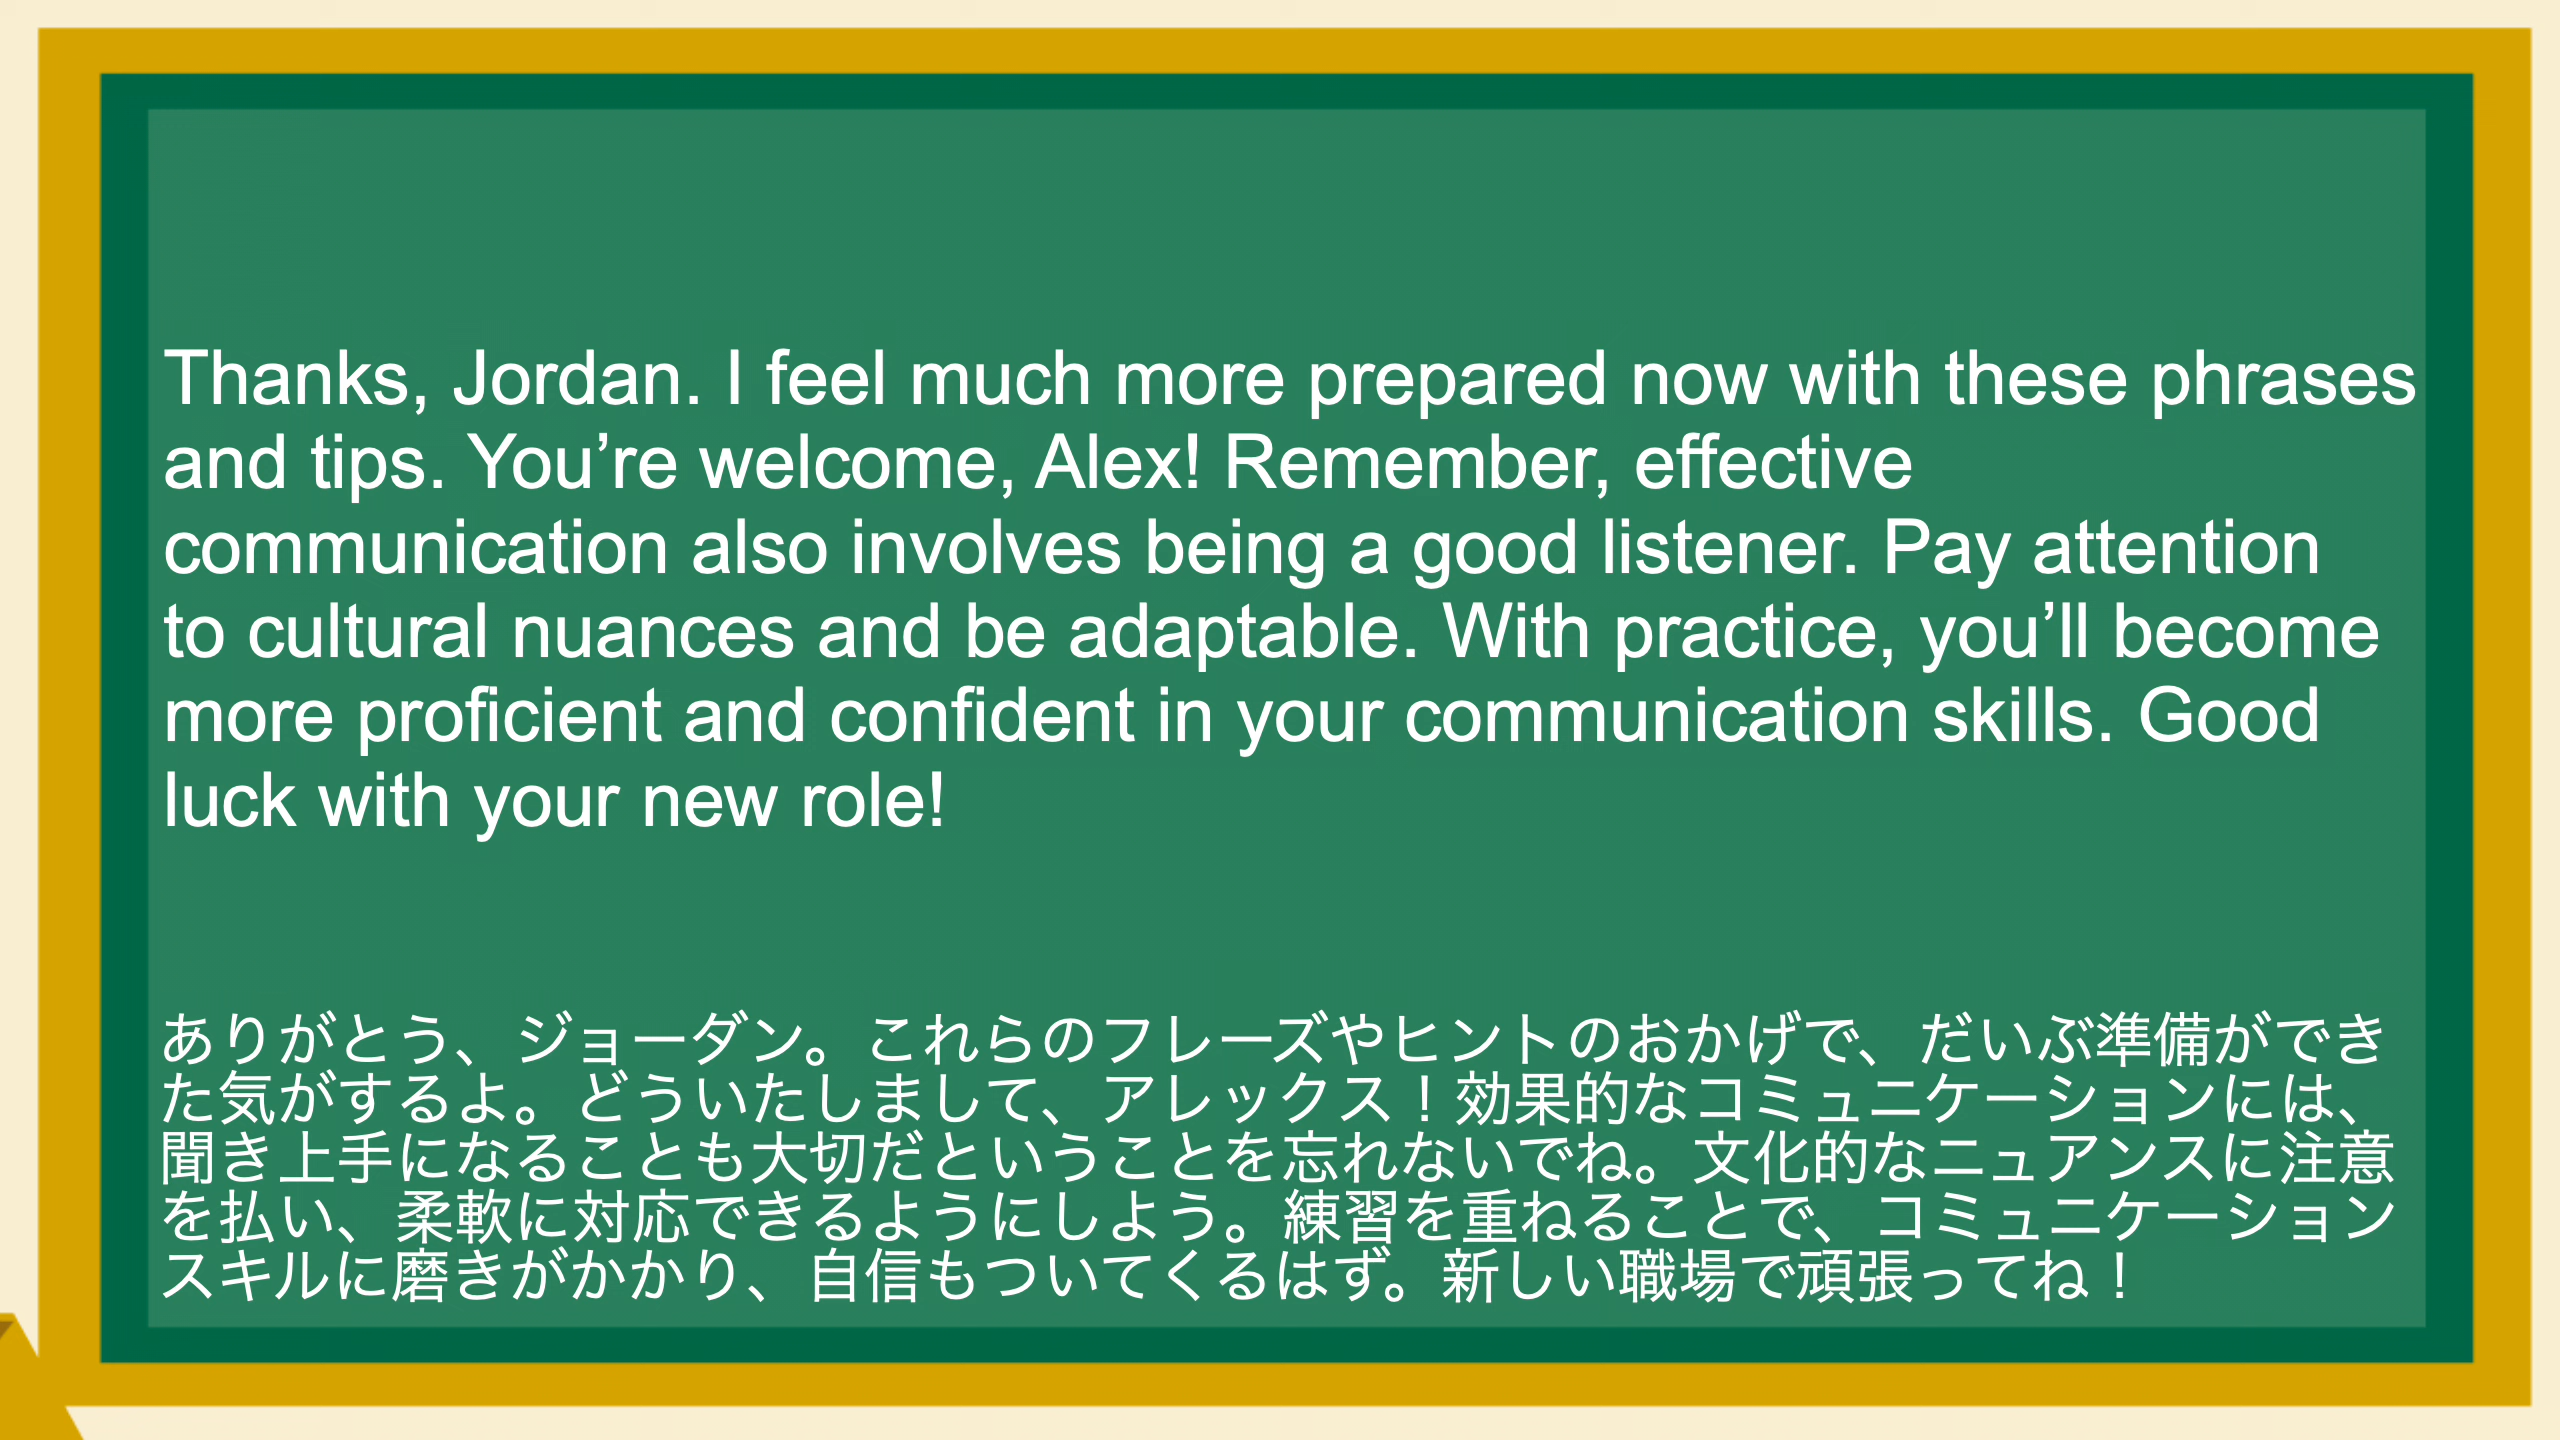 Thanks, Jordan. I feel much more prepared now with these phrases
and tips. You’re welcome, Alex! Remember, effective
communication also involves being a good listener. Pay attention
to cultural nuances and be adaptable. With practice, you’ll become
more proficient and confident in your communication skills. Good
luck with your new role!
ありがとう、ジョーダン。これらのフレーズやヒントのおかげで、だいぶ準備ができ
た気がするよ。どういたしまして、アレックス！効果的なコミュニケーションには、
聞き上手になることも大切だということを忘れないでね。文化的なニュアンスに注意
を払い、柔軟に対応できるようにしよう。練習を重ねることで、コミュニケーション
スキルに磨きがかかり、自信もついてくるはず。新しい職場で頑張ってね！